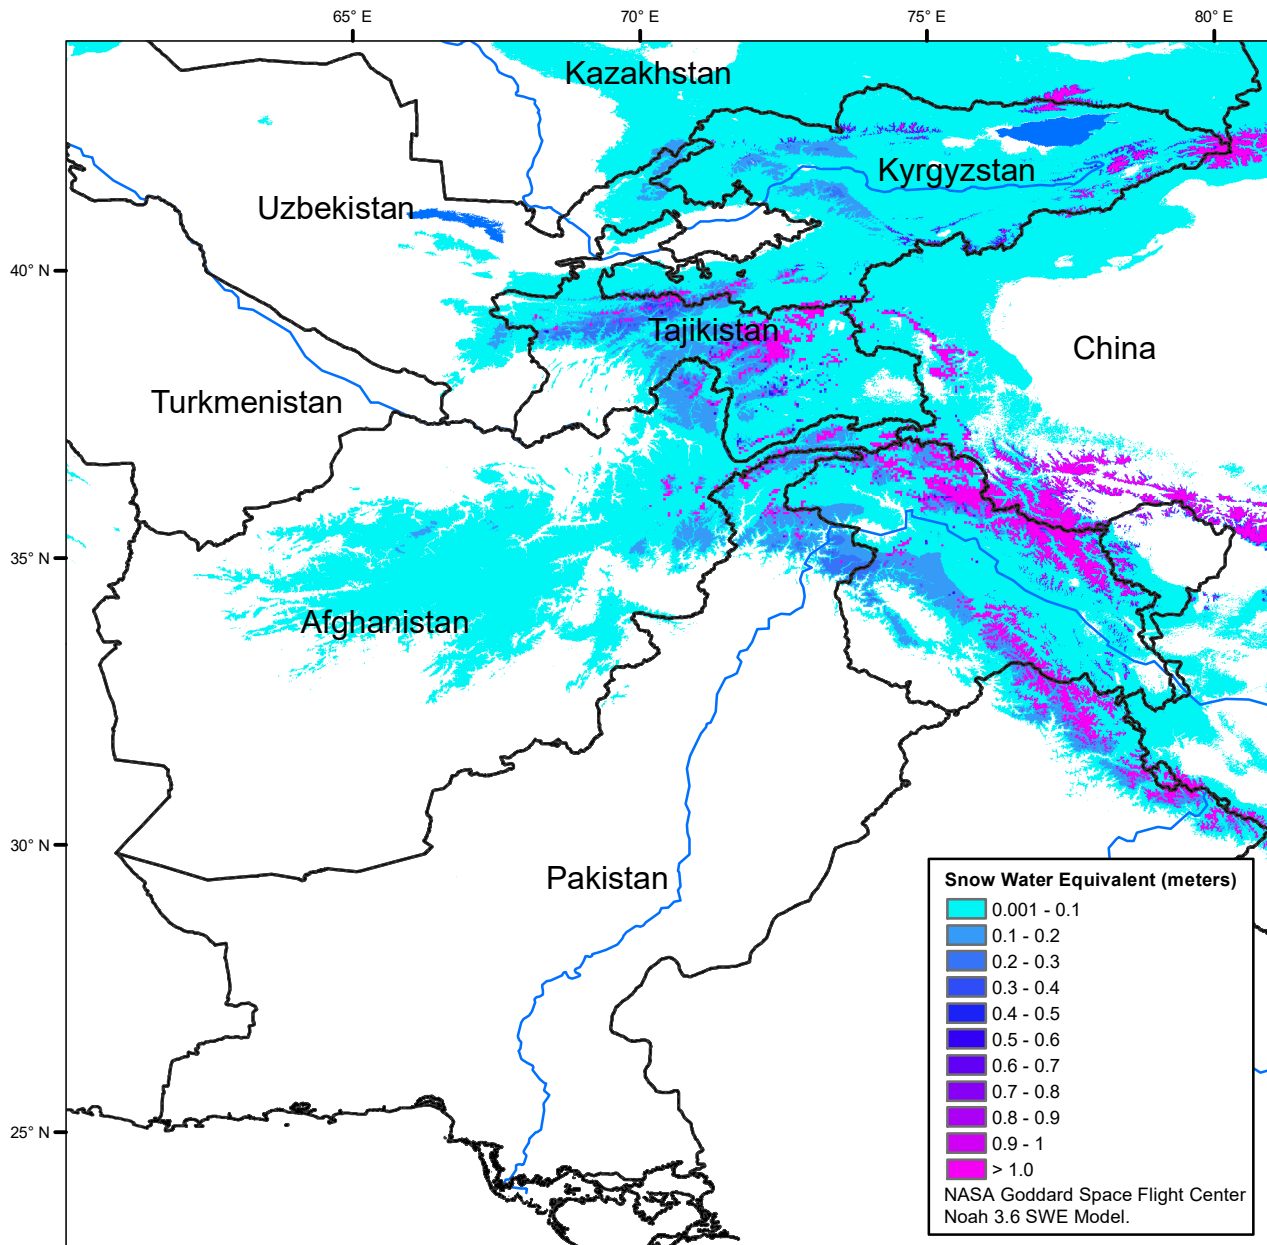 65° E
70° E
75° E
80° E
Kazakhstan
Kyrgyzstan
Uzbekistan
40° N
Tajikistan
China
Turkmenistan
35° N
Afghanistan
30° N
Pakistan
25° N
Snow Water Equivalent (meters)
0.001 - 0.1
0.1 - 0.2
0.2 - 0.3
0.3 - 0.4
0.4 - 0.5
0.5 - 0.6
0.6 - 0.7
0.7 - 0.8
0.8 - 0.9
0.9 - 1
> 1.0
NASA Goddard Space Flight Center
Noah 3.6 SWE Model.